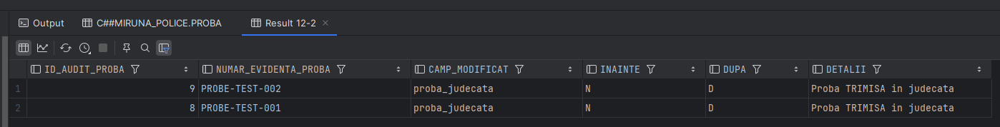 Output C##MIRUNA_POLICE.PROBA Result 12-2
ID_AUDIT_PROBA NUMAR_EVIDENTA_PROBA CAMP_MODIFICAT INAINTE DUPA DETALII
1 9 PROBE-TEST-002 proba_judecata N D Proba TRIMISA in judecata
2 8 PROBE-TEST-001 proba_judecata N D Proba TRIMISA in judecata